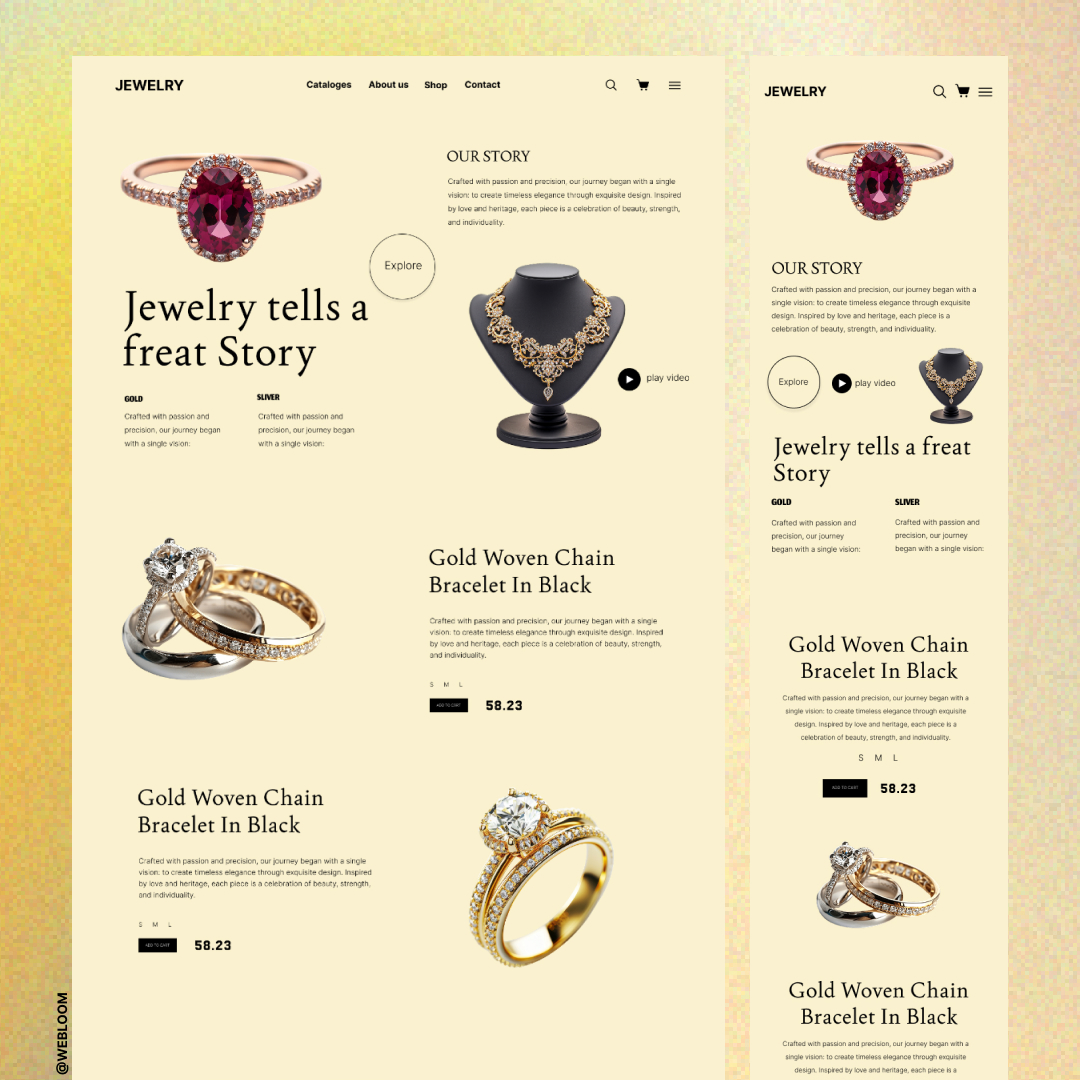 JEWELRY
Cataloges About us Shop Contact
OUR STORY
Crafted with passion and precision, our journey began with a single
vision: to create timeless elegance through exquisite design. Inspired
by love and heritage, each piece is a celebration of beauty, strength,
and individuality.
Explore
Jewelry tells a
freat Story
play video
GOLD
Crafted with passion and
precision, our journey began
with a single vision:
SLIVER
Crafted with passion and
precision, our journey began
with a single vision:
Gold Woven Chain
Bracelet In Black
Crafted with passion and precision, our journey began with a single
vision: to create timeless elegance through exquisite design. Inspired
by love and heritage, each piece is a celebration of beauty, strength,
and individuality.
S M L
ADD TO CART 58.23
Gold Woven Chain
Bracelet In Black
Crafted with passion and precision, our journey began with a single
vision: to create timeless elegance through exquisite design. Inspired
by love and heritage, each piece is a celebration of beauty, strength,
and individuality.
S M L
ADD TO CART 58.23
@WEBLOOM
JEWELRY
OUR STORY
Crafted with passion and precision, our journey began with a
single vision: to create timeless elegance through exquisite
design. Inspired by love and heritage, each piece is a
celebration of beauty, strength, and individuality.
Explore
play video
Jewelry tells a freat
Story
GOLD
Crafted with passion and
precision, our journey
began with a single vision:
SLIVER
Crafted with passion and
precision, our journey
began with a single vision:
Gold Woven Chain
Bracelet In Black
Crafted with passion and precision, our journey began with a
single vision: to create timeless elegance through exquisite
design. Inspired by love and heritage, each piece is a
celebration of beauty, strength, and individuality.
S M L
ADD TO CART 58.23
Gold Woven Chain
Bracelet In Black
Crafted with passion and precision, our journey began with a
single vision: to create timeless elegance through exquisite
design. Inspired by love and heritage, each piece is a